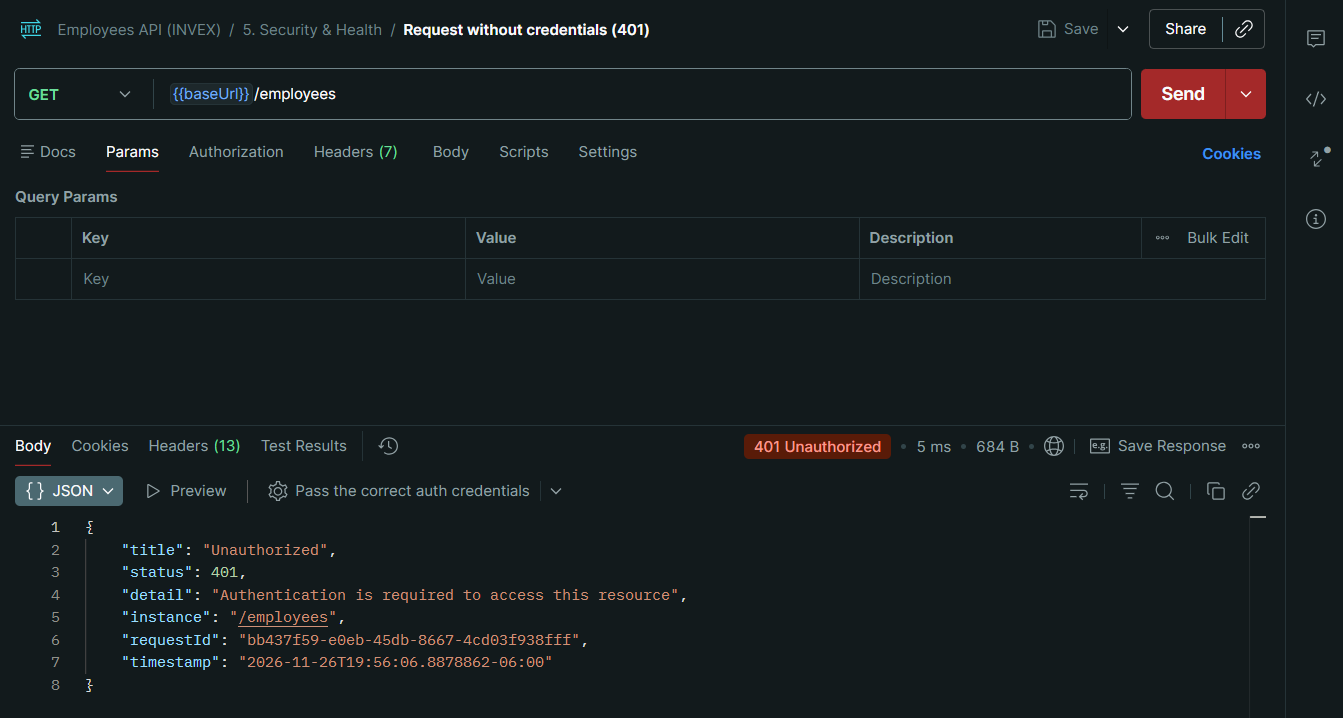 HTTP Employees API (INVEX) / 5. Security & Health / Request without credentials (401) Save Share
GET {{baseUrl}} /employees Send
Docs Params Authorization Headers (7) Body Scripts Settings Cookies
Query Params
Key Value Description ••• Bulk Edit
Key Value Description
Body Cookies Headers (13) Test Results 401 Unauthorized • 5 ms • 684 B • e.g. Save Response •••
{} JSON Preview Pass the correct auth credentials
1 {
2 "title": "Unauthorized",
3 "status": 401,
4 "detail": "Authentication is required to access this resource",
5 "instance": "/employees",
6 "requestId": "bb437f59-e0eb-45db-8667-4cd03f938fff",
7 "timestamp": "2026-11-26T19:56:06.8878862-06:00"
8 }